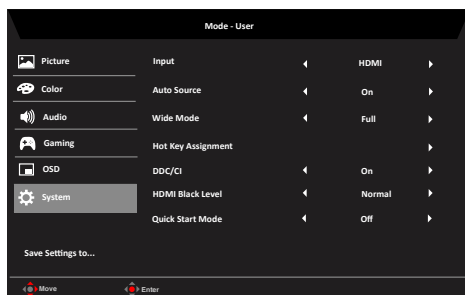 Mode - User
Picture Input HDMI
Color Auto Source On
Audio Wide Mode Full
Gaming Hot Key Assignment
OSD DDC/CI On
System HDMI Black Level Normal
Quick Start Mode Off
Save Settings to...
Move Enter